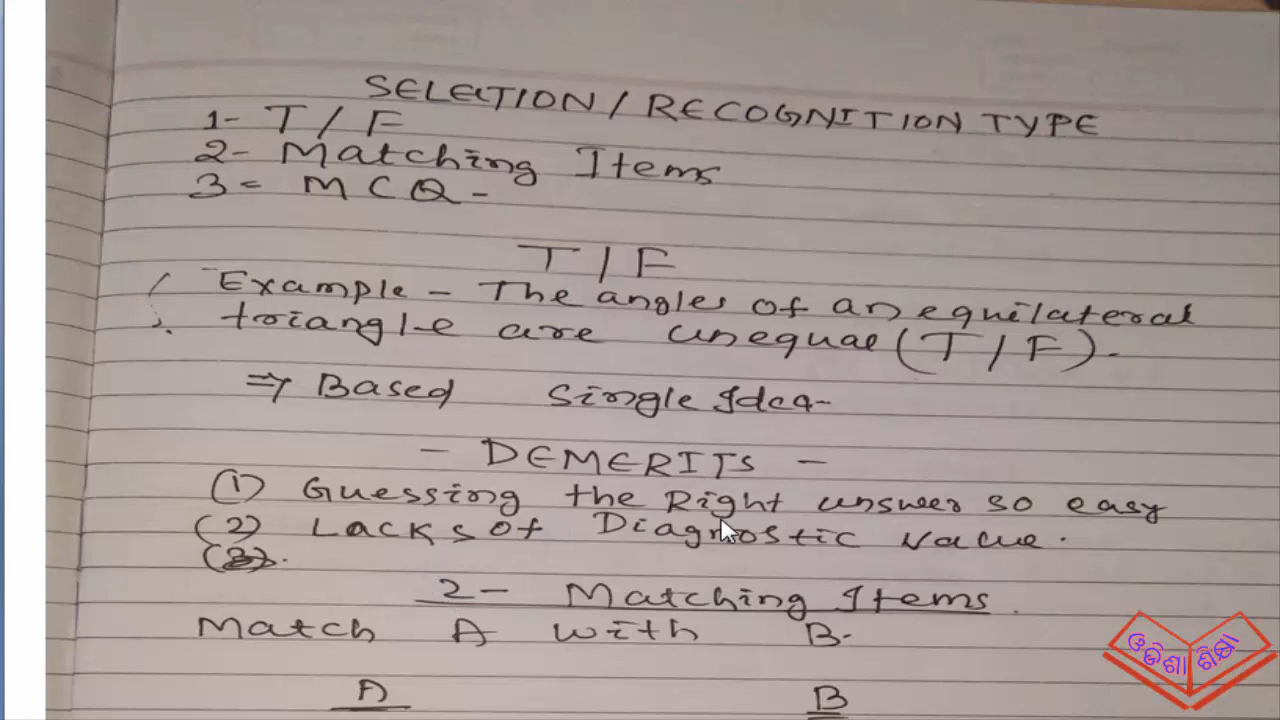 SELECTION / RECOGNITION TYPE
1- T / F
2- Matching Items
3= MCQ -
T / F
Example - The angles of an equilateral
triangle are unequal (T / F).
⇒ Based Single Idea-
- DEMERITS -
(1) Guessing the Right answer so easy
(2) Lacks of Diagnostic value.
(3).
2- Matching Items.
Match A with B-
A B
ଓଡିଶା ଶିକ୍ଷା